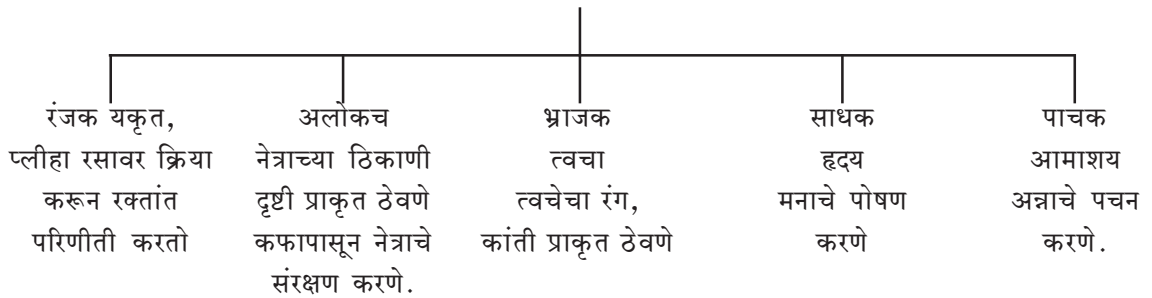 रंजक यकृत,
प्लीहा रसावर क्रिया
करून रक्तांत
परिणीती करतो
अलोकच
नेत्राच्या ठिकाणी
दृष्टी प्राकृत ठेवणे
कफापासून नेत्राचे
संरक्षण करणे.
भ्राजक
त्वचा
त्वचेचा रंग,
कांती प्राकृत ठेवणे
साधक
हृदय
मनाचे पोषण
करणे
पाचक
आमाशय
अन्नाचे पचन
करणे.